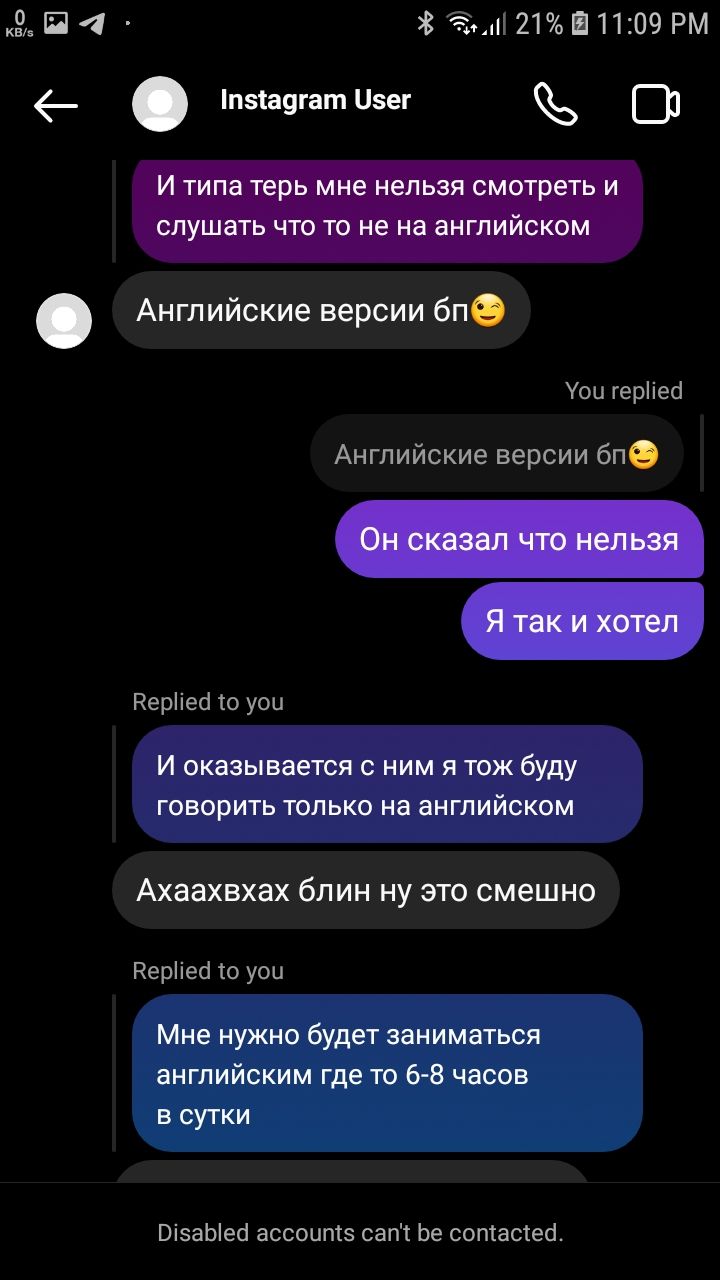 0
KB/s
21%
11:09 PM
Instagram User
И типа терь мне нельзя смотреть и
слушать что то не на английском
Английские версии бп😉
You replied
Английские версии бп😉
Он сказал что нельзя
Я так и хотел
Replied to you
И оказывается с ним я тож буду
говорить только на английском
Ахаахвхах блин ну это смешно
Replied to you
Мне нужно будет заниматься
английским где то 6-8 часов
в сутки
Disabled accounts can't be contacted.